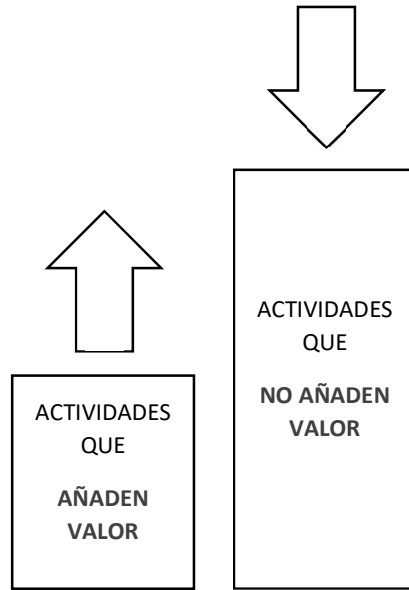 ACTIVIDADES
QUE
AÑADEN
VALOR
ACTIVIDADES
QUE
NO AÑADEN
VALOR